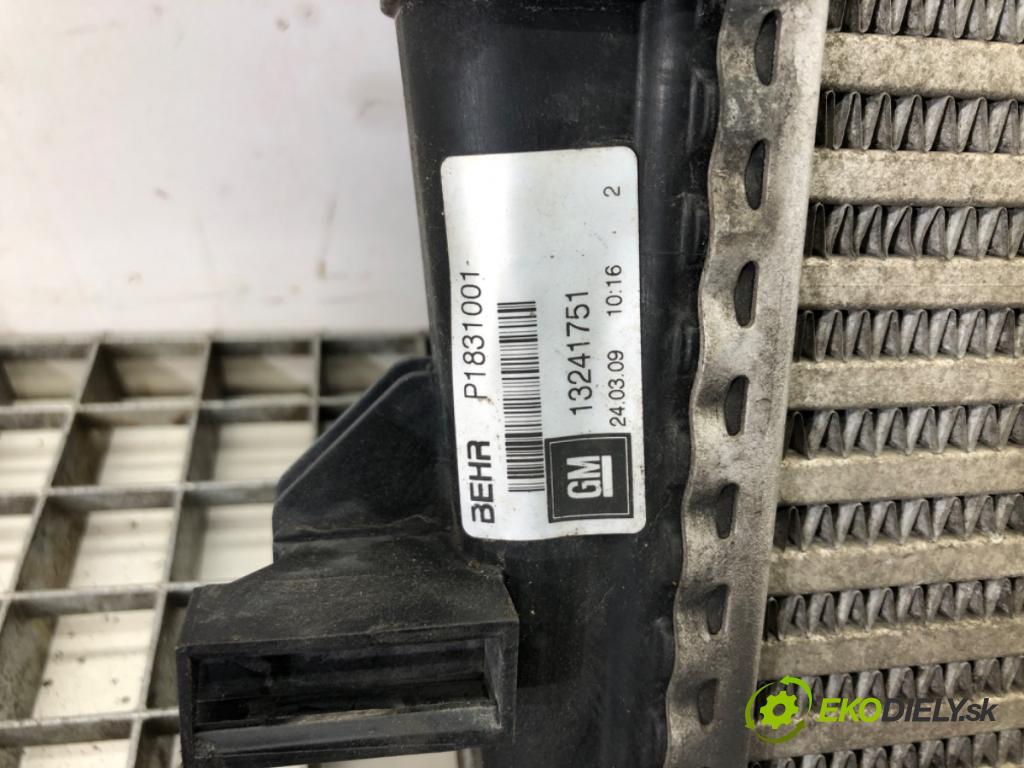 BEHR P1831001
13241751
GM 24.03.09 10:16 2
EKODIELY.sk